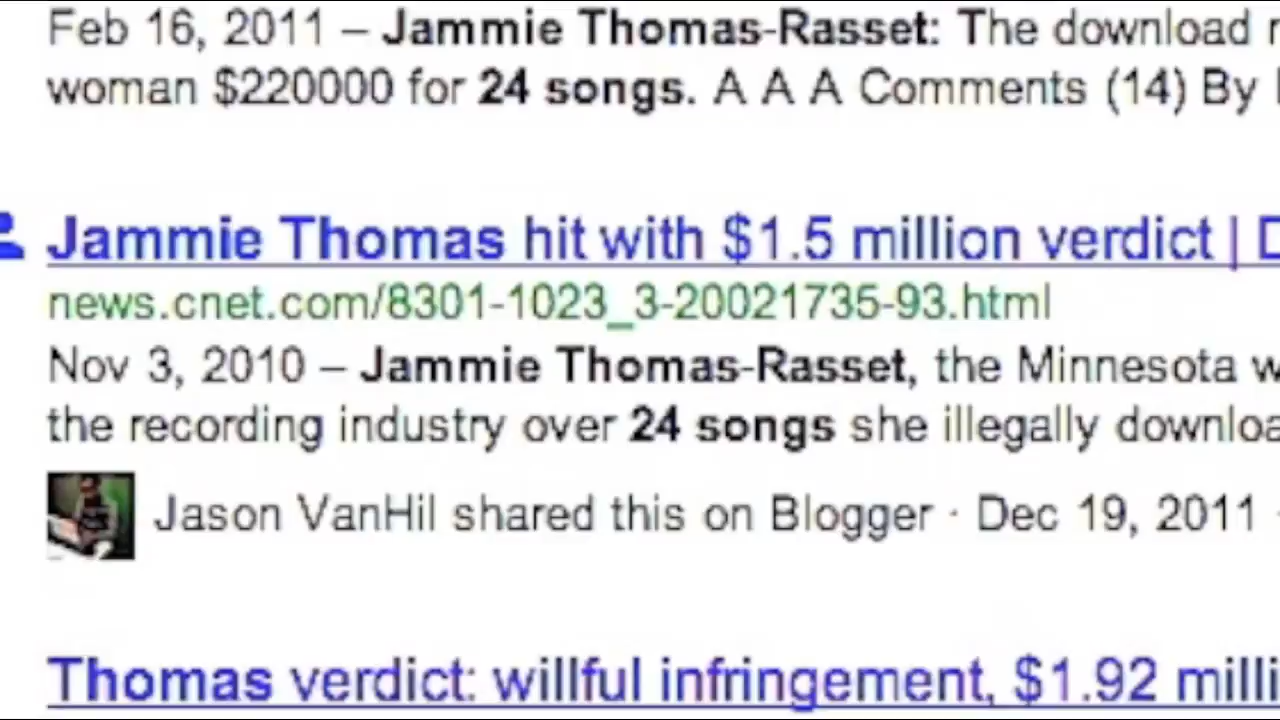 Feb 16, 2011 – Jammie Thomas-Rasset: The download
woman $220000 for 24 songs. A A A Comments (14) By
Jammie Thomas hit with $1.5 million verdict |
news.cnet.com/8301-1023_3-20021735-93.html
Nov 3, 2010 – Jammie Thomas-Rasset, the Minnesota
the recording industry over 24 songs she illegally
Jason VanHil shared this on Blogger · Dec 19, 2011
Thomas verdict: willful infringement, $1.92